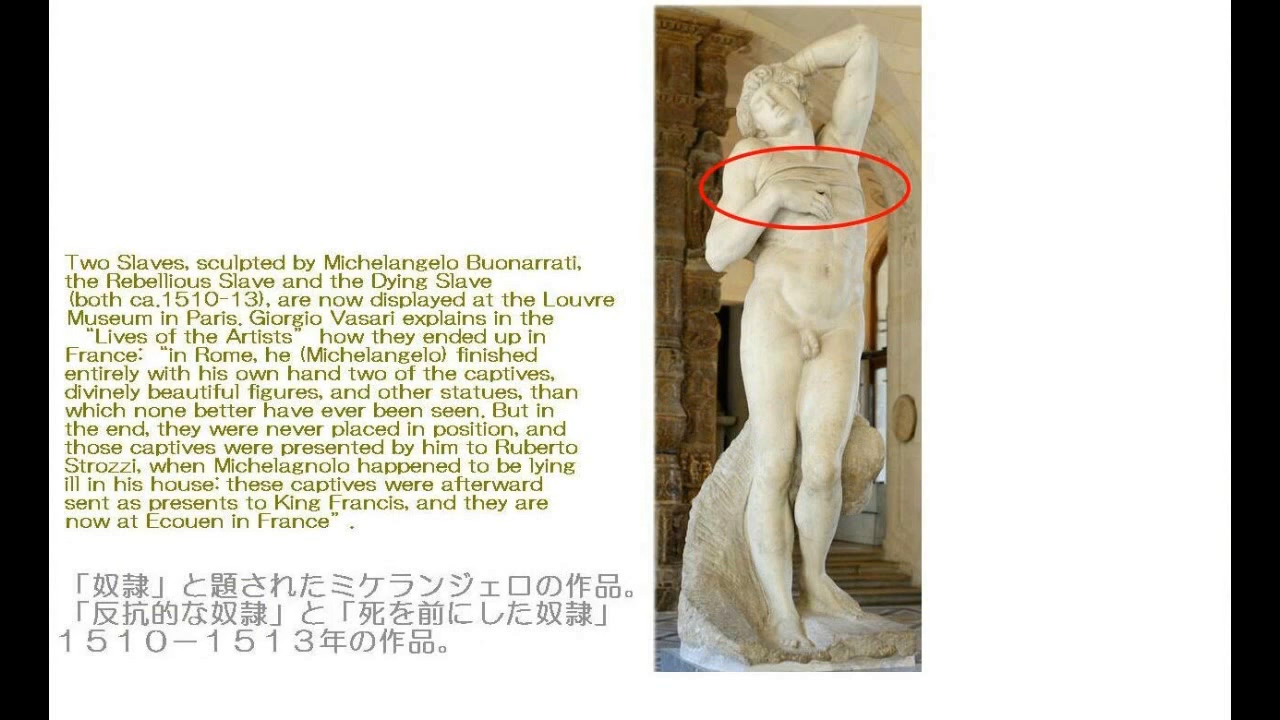 Two Slaves, sculpted by Michelangelo Buonarrati,
the Rebellious Slave and the Dying Slave
(both ca.1510-13), are now displayed at the Louvre
Museum in Paris. Giorgio Vasari explains in the
“Lives of the Artists” how they ended up in
France: “in Rome, he (Michelangelo) finished
entirely with his own hand two of the captives,
divinely beautiful figures, and other statues, than
which none better have ever been seen. But in
the end, they were never placed in position, and
those captives were presented by him to Ruberto
Strozzi, when Michelagnolo happened to be lying
ill in his house: these captives were afterward
sent as presents to King Francis, and they are
now at Ecouen in France”.
「奴隷」と題されたミケランジェロの作品。
「反抗的な奴隷」と「死を前にした奴隷」
１５１０－１５１３年の作品。